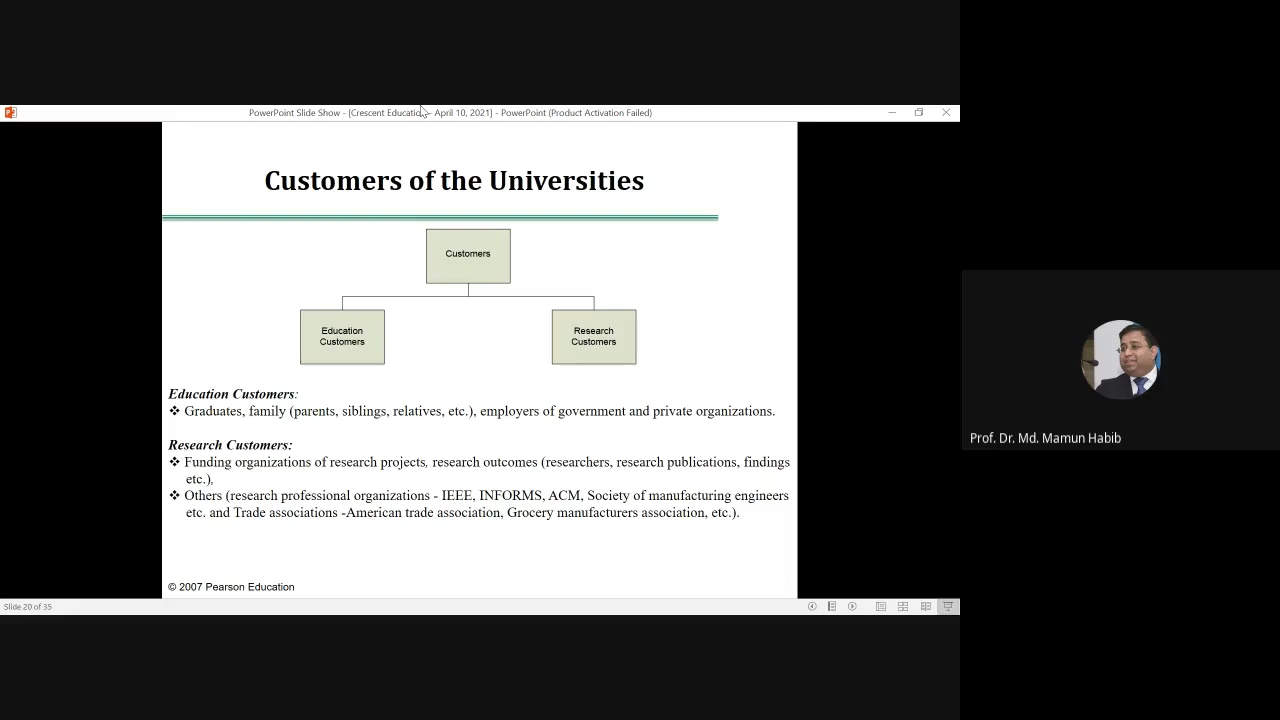 PowerPoint Slide Show - [Crescent Education - April 10, 2021] - PowerPoint (Product Activation Failed)
Customers of the Universities
Customers
Education
Customers
Research
Customers
Education Customers:
❖ Graduates, family (parents, siblings, relatives, etc.), employers of government and private organizations.
Research Customers:
❖ Funding organizations of research projects, research outcomes (researchers, research publications, findings
etc.),
❖ Others (research professional organizations - IEEE, INFORMS, ACM, Society of manufacturing engineers
etc. and Trade associations -American trade association, Grocery manufacturers association, etc.).
© 2007 Pearson Education
Slide 20 of 35
Prof. Dr. Md. Mamun Habib